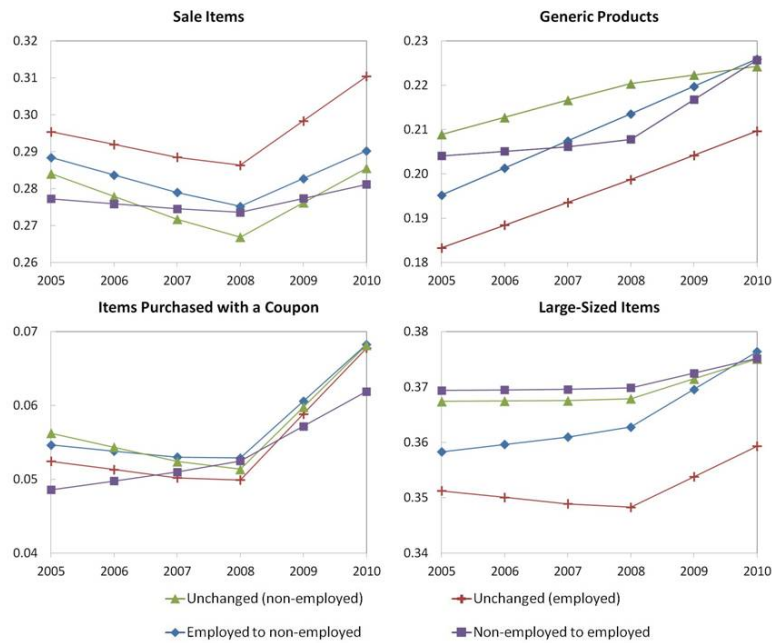 Sale Items
0.32
0.31
0.30
0.29
0.28
0.27
0.26
2005 2006 2007 2008 2009 2010
Generic Products
0.23
0.22
0.21
0.20
0.19
0.18
2005 2006 2007 2008 2009 2010
Items Purchased with a Coupon
0.07
0.06
0.05
0.04
2005 2006 2007 2008 2009 2010
Large-Sized Items
0.38
0.37
0.36
0.35
0.34
2005 2006 2007 2008 2009 2010
Unchanged (non-employed) Unchanged (employed)
Employed to non-employed Non-employed to employed